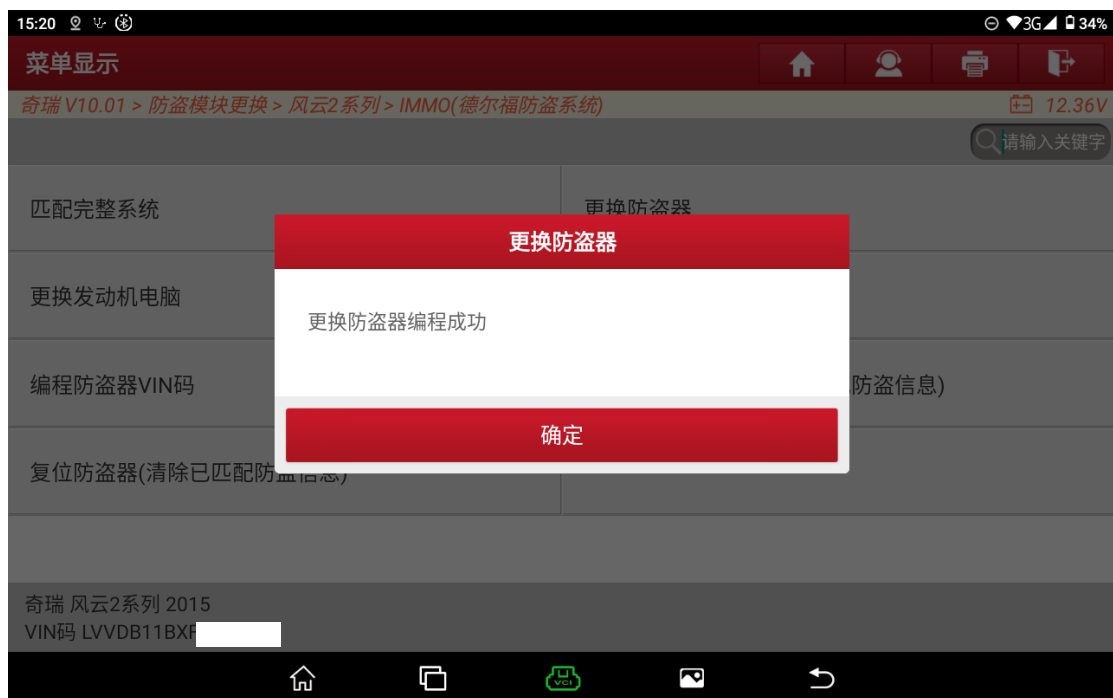 15:20
3G 34%
菜单显示
奇瑞 V10.01 > 防盗模块更换 > 风云2系列 > IMMO(德尔福防盗系统)
12.36V
请输入关键字
匹配完整系统
更换防盗器
更换防盗器
更换发动机电脑
更换防盗器编程成功
编程防盗器VIN码
防盗信息)
确定
复位防盗器(清除已匹配防盗信息)
奇瑞 风云2系列 2015
VIN码 LVVDB11BXF
VCI